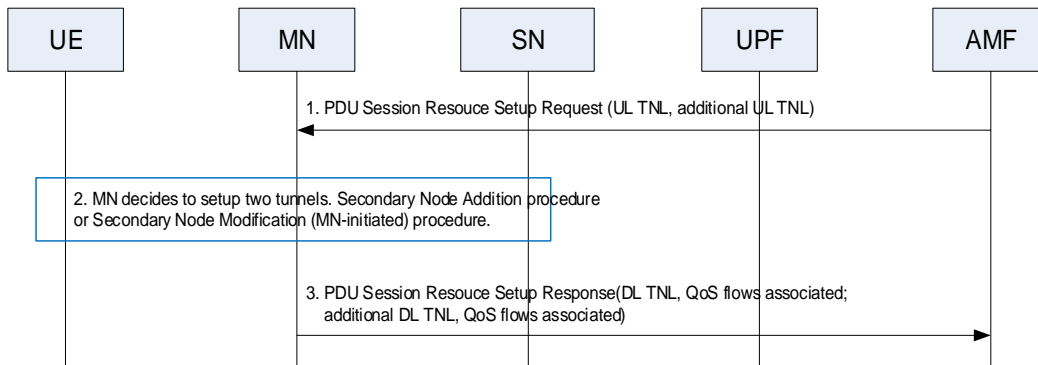 UE
MN
SN
UPF
AMF
1. PDU Session Resouce Setup Request (UL TNL, additional UL TNL)
2. MN decides to setup two tunnels. Secondary Node Addition procedure
or Secondary Node Modification (MN-initiated) procedure.
3. PDU Session Resouce Setup Response(DL TNL, QoS flows associated;
additional DL TNL, QoS flows associated)